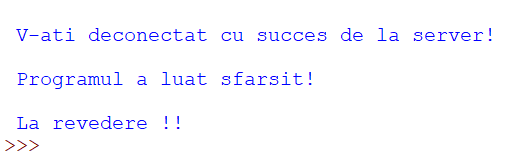 V-ati deconectat cu succes de la server!
Programul a luat sfarsit!
La revedere !!
>>>